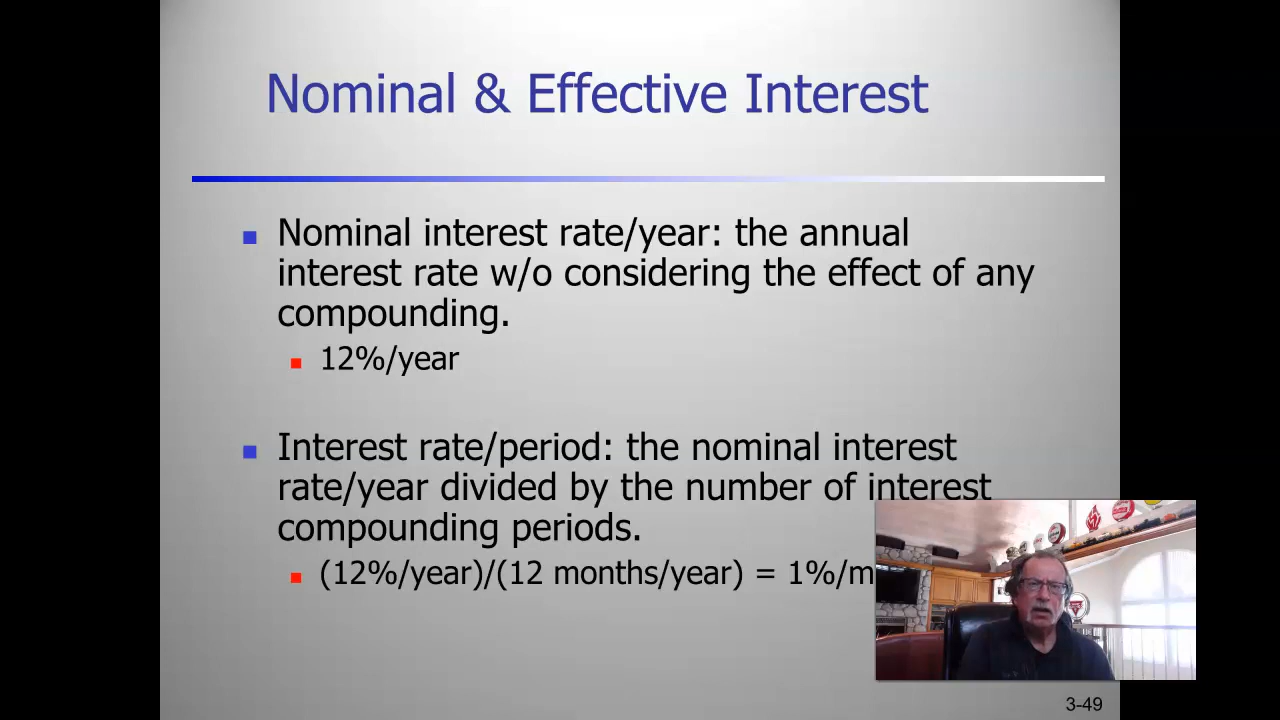 Nominal & Effective Interest
Nominal interest rate/year: the annual
interest rate w/o considering the effect of any
compounding.
12%/year
Interest rate/period: the nominal interest
rate/year divided by the number of interest
compounding periods.
(12%/year)/(12 months/year) = 1%/m
3-49